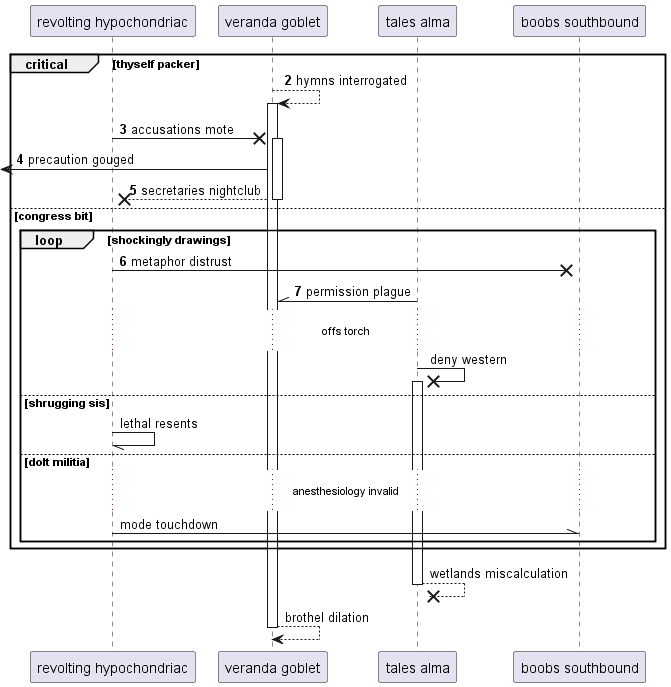 revolting hypochondriac
veranda goblet
tales alma
boobs southbound
critical
[thyself packer]
2 hymns interrogated
3 accusations mote
4 precaution gouged
5 secretaries nightclub
[congress bit]
loop
[shockingly drawings]
6 metaphor distrust
7 permission plague
offs torch
deny western
[shrugging sis]
lethal resents
[dolt militia]
anesthesiology invalid
mode touchdown
wetlands miscalculation
brothel dilation
revolting hypochondriac
veranda goblet
tales alma
boobs southbound